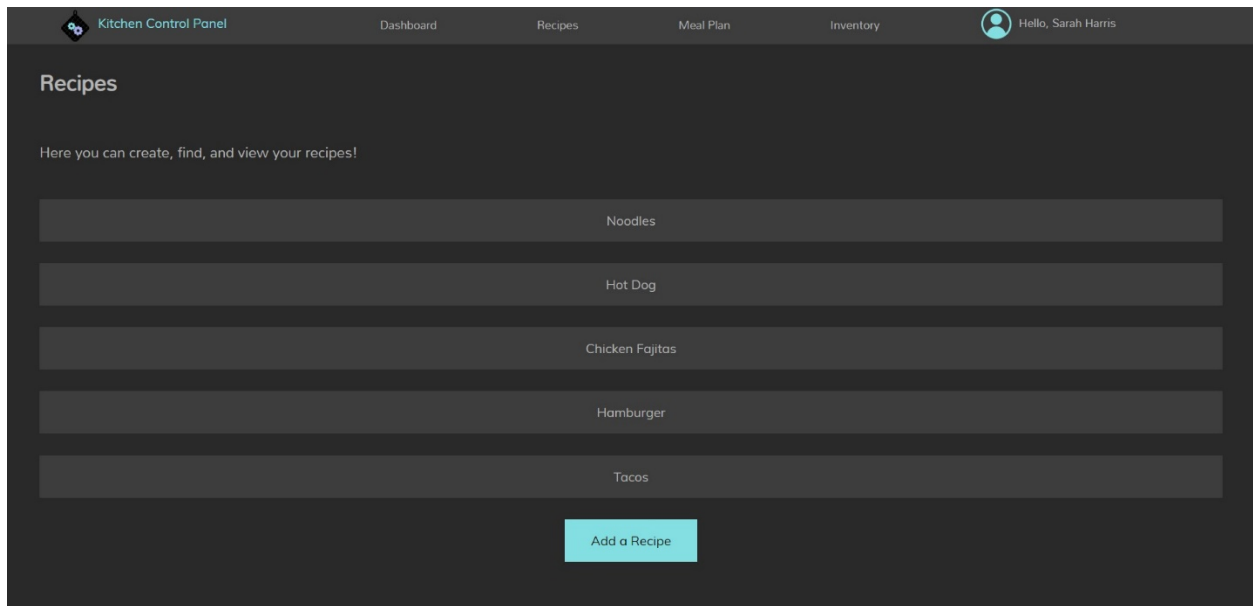 Kitchen Control Panel Dashboard Recipes Meal Plan Inventory Hello, Sarah Harris
Recipes
Here you can create, find, and view your recipes!
Noodles
Hot Dog
Chicken Fajitas
Hamburger
Tacos
Add a Recipe